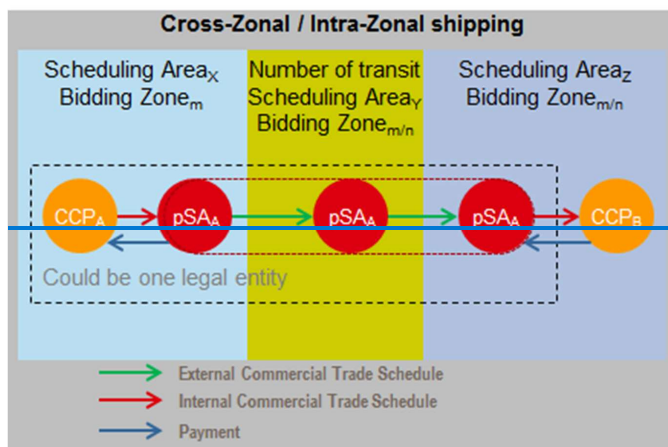 Cross-Zonal / Intra-Zonal shipping
Scheduling AreaX
Bidding Zonem
Number of transit
Scheduling AreaY
Bidding Zonem/n
Scheduling AreaZ
Bidding Zonem/n
CCPA
pSAA
pSAA
pSAA
CCPB
Could be one legal entity
External Commercial Trade Schedule
Internal Commercial Trade Schedule
Payment